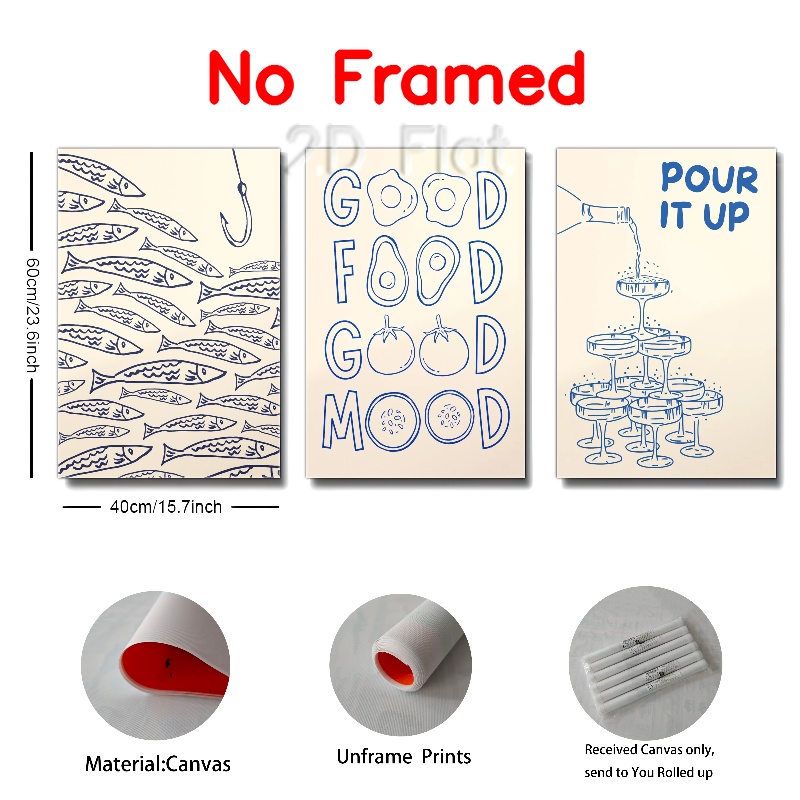 No Framed
2D Flat
60cm/23.6inch
40cm/15.7inch
GOOD
FOOD
GOOD
MOOD
POUR
IT UP
Material:Canvas
Unframe Prints
Received Canvas only,
send to You Rolled up